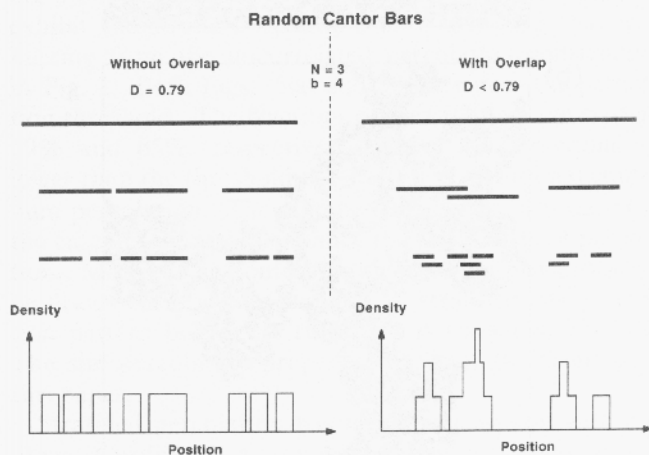 Random Cantor Bars
Without Overlap
D = 0.79
N = 3
b = 4
With Overlap
D < 0.79
Density
Position
Density
Position